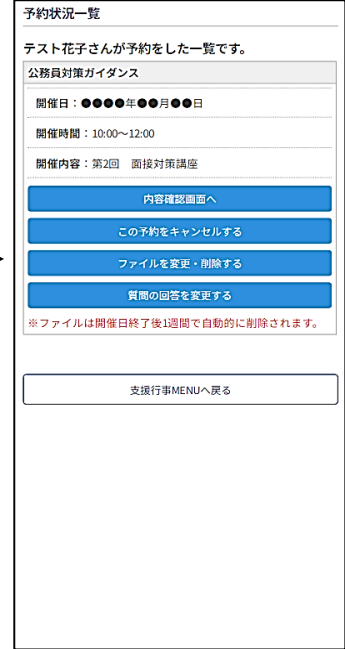 予約状況一覧
テスト花子さんが予約をした一覧です。
公務員対策ガイダンス
開催日：●●●●年●●月●●日
開催時間：10:00～12:00
開催内容：第2回　面接対策講座
内容確認画面へ
この予約をキャンセルする
ファイルを変更・削除する
質問の回答を変更する
※ファイルは開催日終了後1週間で自動的に削除されます。
支援行事MENUへ戻る